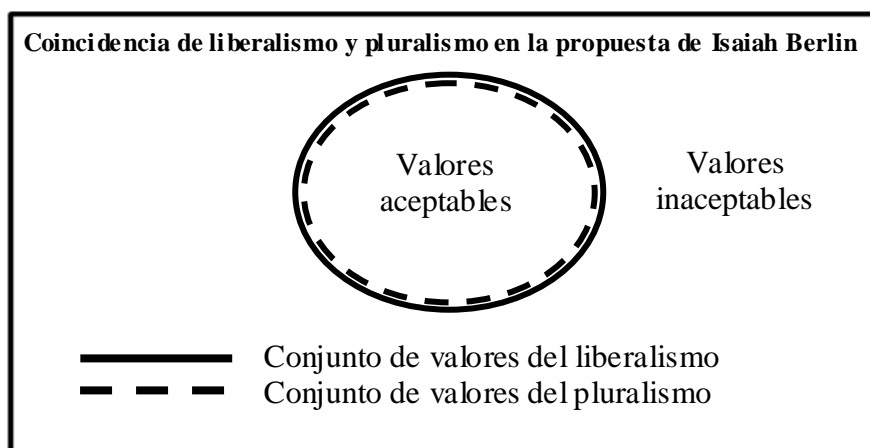 Coincidencia de liberalismo y pluralismo en la propuesta de Isaiah Berlin
Valores
aceptables
Valores
inaceptables
Conjunto de valores del liberalismo
Conjunto de valores del pluralismo